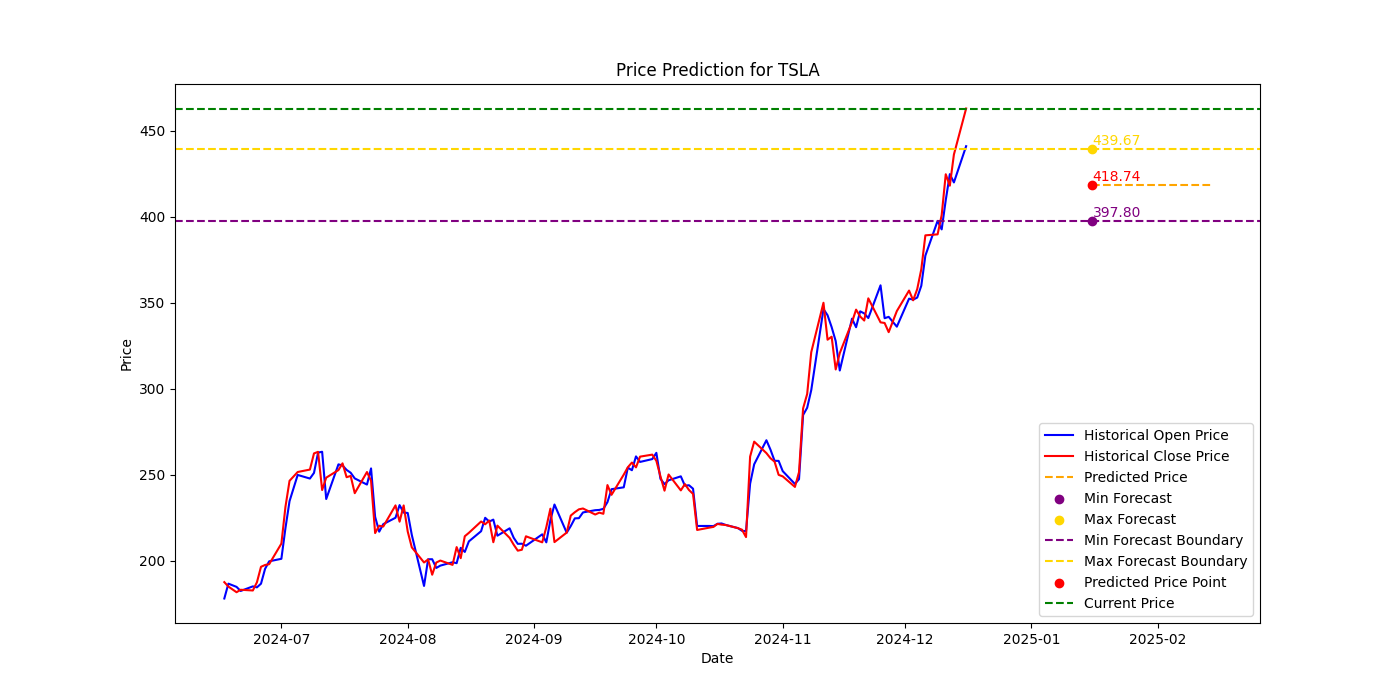 Price Prediction for TSLA
450
400
350
300
250
200
Price
439.67
418.74
397.80
Historical Open Price
Historical Close Price
Predicted Price
Min Forecast
Max Forecast
Min Forecast Boundary
Max Forecast Boundary
Predicted Price Point
Current Price
2024-07 2024-08 2024-09 2024-10 2024-11 2024-12 2025-01 2025-02
Date